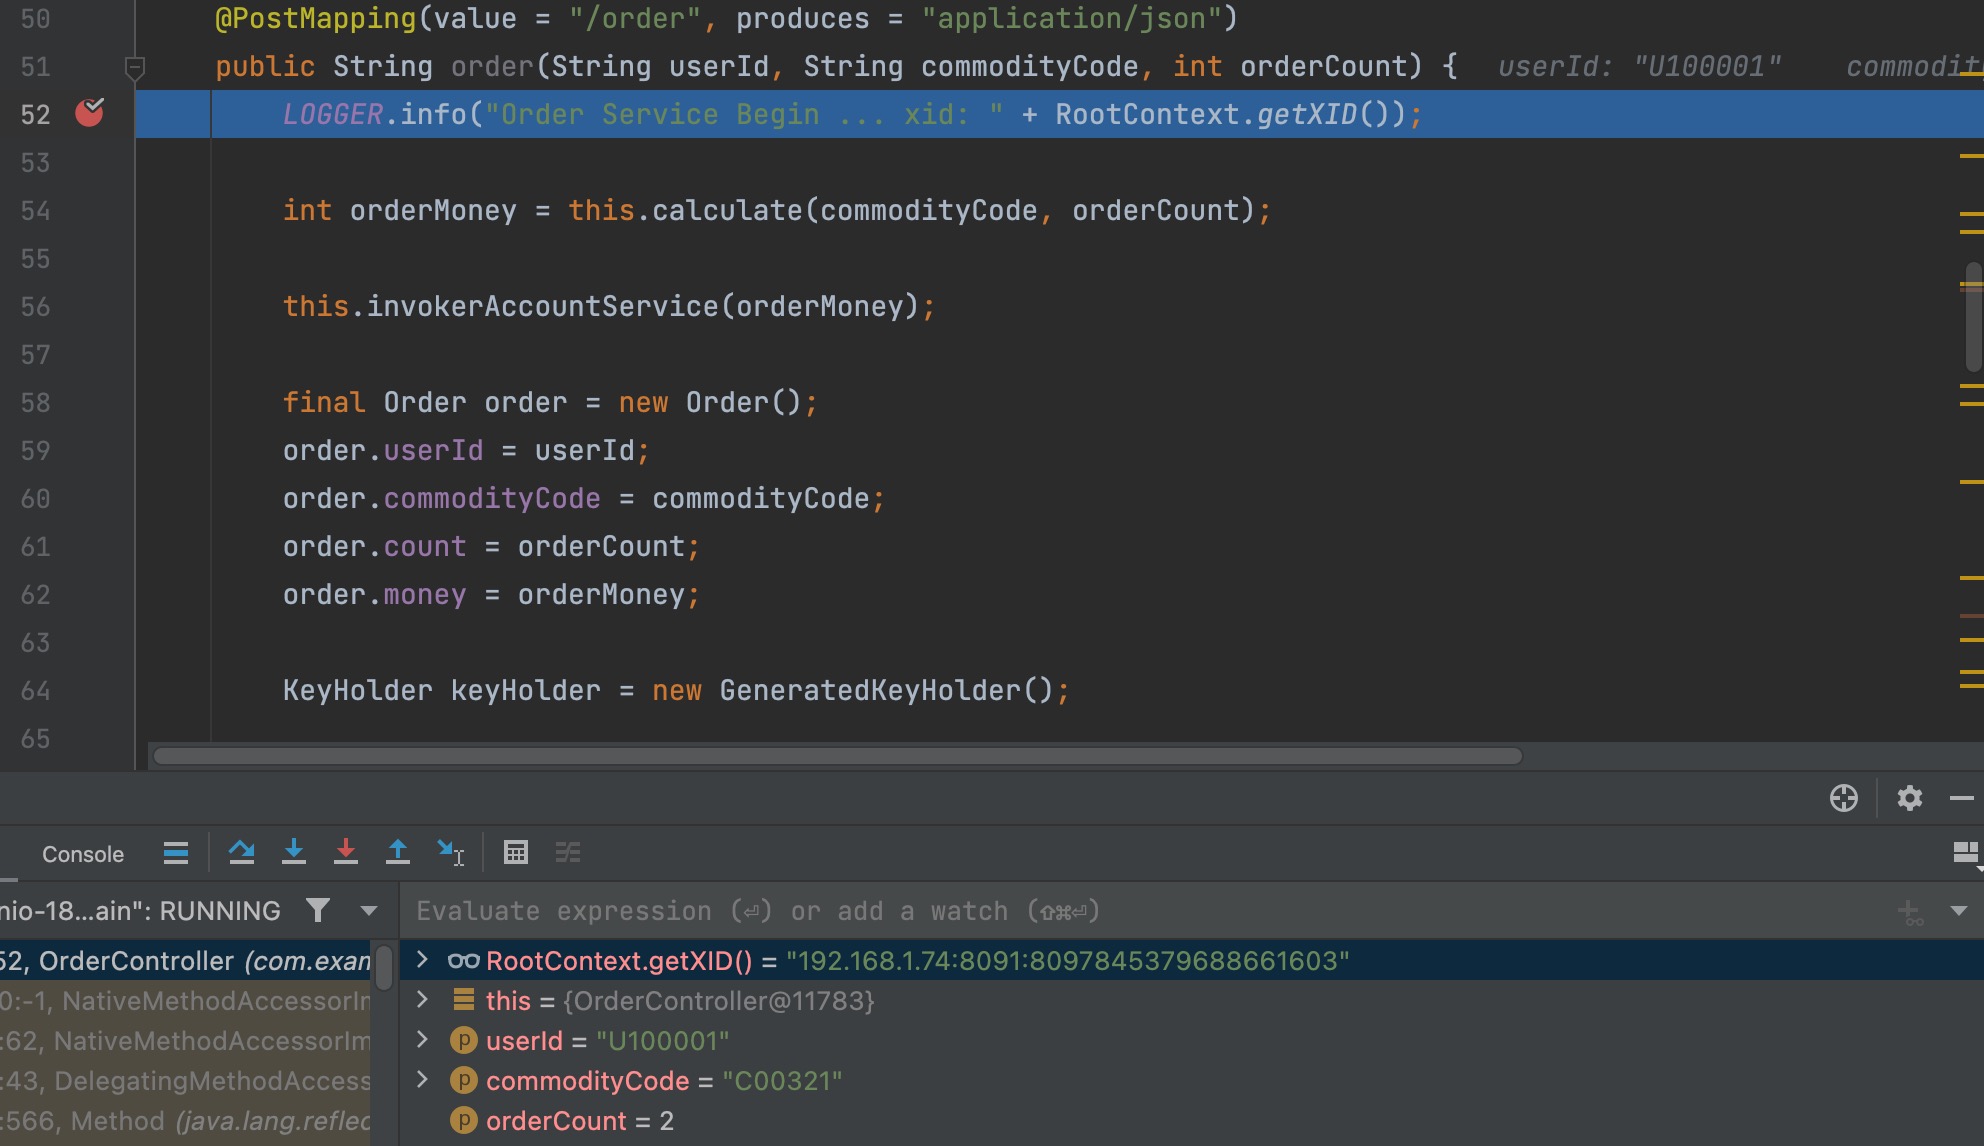 50 @PostMapping(value = "/order", produces = "application/json")
51 public String order(String userId, String commodityCode, int orderCount) { userId: "U100001"
52 LOGGER.info("Order Service Begin ... xid: " + RootContext.getXID());
53
54 int orderMoney = this.calculate(commodityCode, orderCount);
55
56 this.invokerAccountService(orderMoney);
57
58 final Order order = new Order();
59 order.userId = userId;
60 order.commodityCode = commodityCode;
61 order.count = orderCount;
62 order.money = orderMoney;
63
64 KeyHolder keyHolder = new GeneratedKeyHolder();
65
Console
nio-18...ain": RUNNING
Evaluate expression (⏎) or add a watch (⇧⌘⏎)
52, OrderController (com.exam
RootContext.getXID() = "192.168.1.74:8091:8097845379688661603"
0:-1, NativeMethodAccessorIm
this = {OrderController@11783}
:62, NativeMethodAccessorIm
p userId = "U100001"
:43, DelegatingMethodAccess
p commodityCode = "C00321"
:566, Method (java.lang.reflec
p orderCount = 2